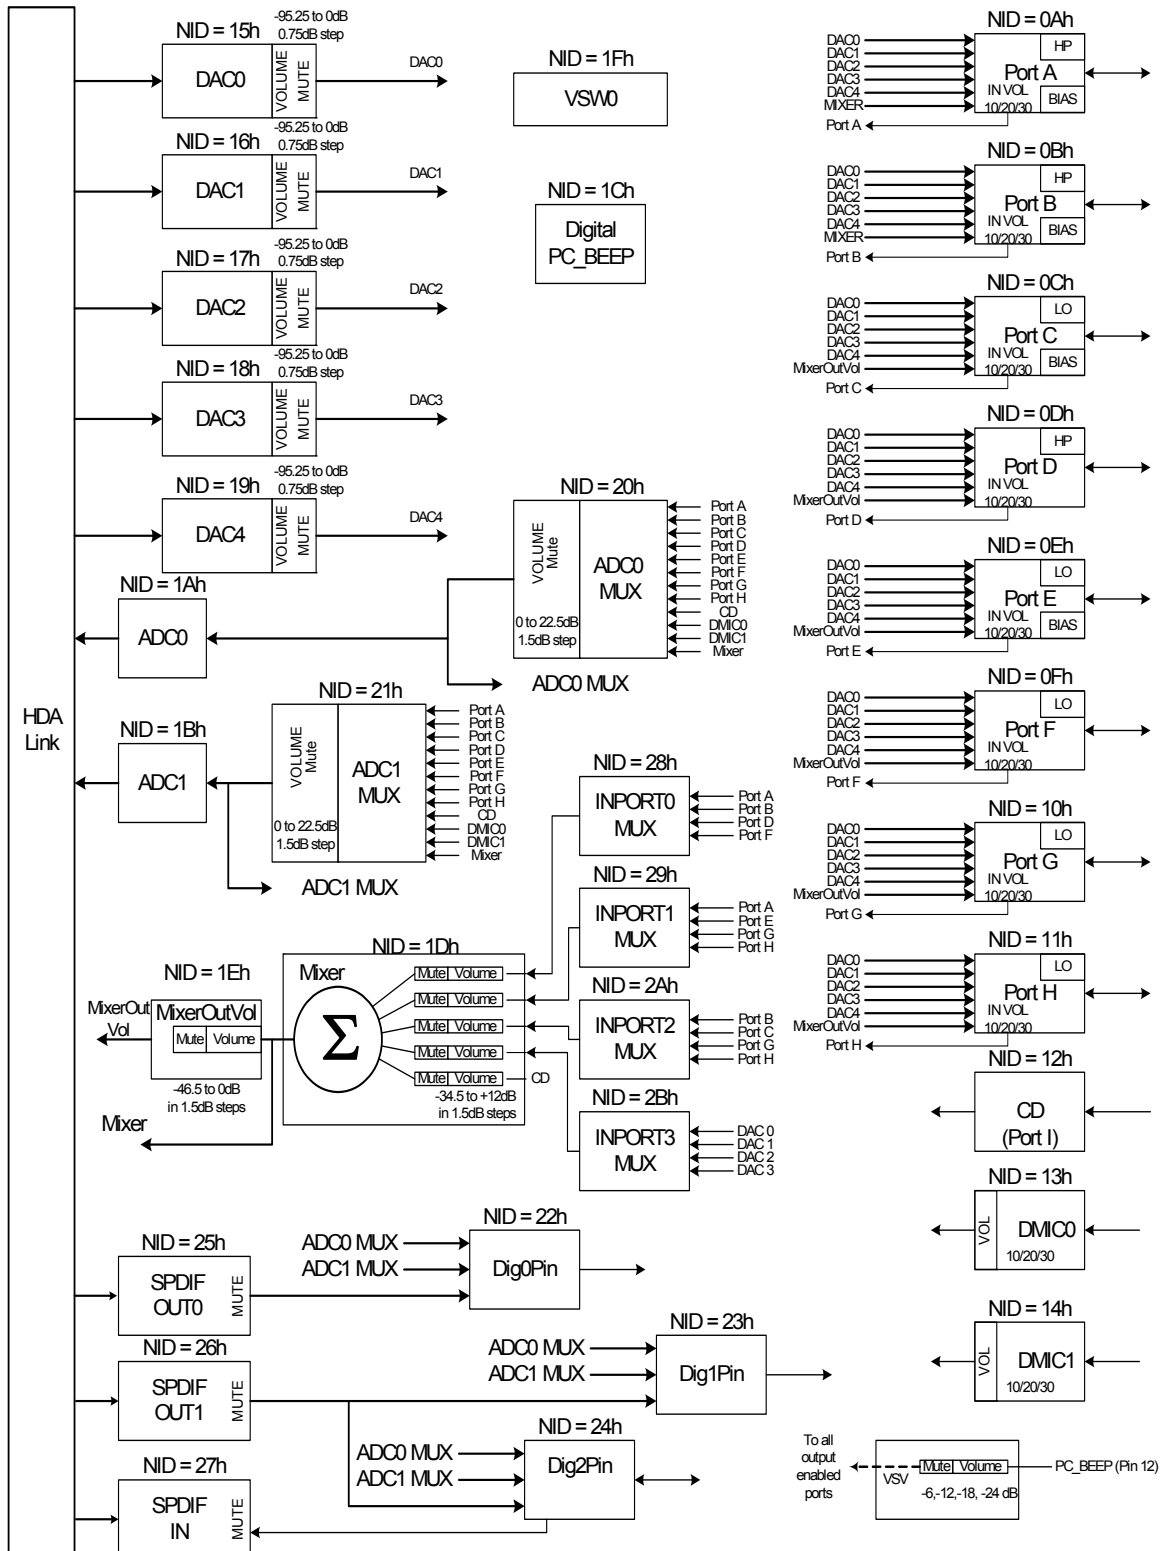 HDA
Link
NID = 15h
-95.25 to 0dB
0.75dB step
DAC0
VOLUME
MUTE
DAC0
NID = 16h
-95.25 to 0dB
0.75dB step
DAC1
VOLUME
MUTE
DAC1
NID = 17h
-95.25 to 0dB
0.75dB step
DAC2
VOLUME
MUTE
DAC2
NID = 18h
-95.25 to 0dB
0.75dB step
DAC3
VOLUME
MUTE
DAC3
NID = 19h
-95.25 to 0dB
0.75dB step
DAC4
VOLUME
MUTE
DAC4
NID = 1Fh
VSW0
NID = 1Ch
Digital
PC_BEEP
NID = 1Ah
ADC0
NID = 20h
VOLUME
Mute
0 to 22.5dB
1.5dB step
ADC0
MUX
Port A
Port B
Port C
Port D
Port E
Port F
Port G
Port H
CD
DMIC0
DMIC1
Mixer
ADC0 MUX
NID = 1Bh
ADC1
NID = 21h
VOLUME
Mute
0 to 22.5dB
1.5dB step
ADC1
MUX
Port A
Port B
Port C
Port D
Port E
Port F
Port G
Port H
CD
DMIC0
DMIC1
Mixer
ADC1 MUX
NID = 28h
INPORT0
MUX
Port A
Port B
Port D
Port F
NID = 29h
INPORT1
MUX
Port A
Port E
Port G
Port H
NID = 2Ah
INPORT2
MUX
Port B
Port C
Port G
Port H
NID = 2Bh
INPORT3
MUX
DAC 0
DAC 1
DAC 2
DAC 3
NID = 1Dh
Mixer
Σ
Mute Volume
Mute Volume
Mute Volume
Mute Volume
Mute Volume
CD
-34.5 to +12dB
in 1.5dB steps
NID = 1Eh
MixerOutVol
Mute Volume
-46.5 to 0dB
in 1.5dB steps
MixerOut
Vol
Mixer
NID = 25h
SPDIF
OUT0
MUTE
NID = 22h
ADC0 MUX
ADC1 MUX
Dig0Pin
NID = 26h
SPDIF
OUT1
MUTE
NID = 23h
ADC0 MUX
ADC1 MUX
Dig1Pin
NID = 27h
SPDIF
IN
MUTE
NID = 24h
ADC0 MUX
ADC1 MUX
Dig2Pin
NID = 0Ah
DAC0
DAC1
DAC2
DAC3
DAC4
MIXER
Port A
HP
Port A
IN VOL
10/20/30
BIAS
NID = 0Bh
DAC0
DAC1
DAC2
DAC3
DAC4
MIXER
Port B
HP
Port B
IN VOL
10/20/30
BIAS
NID = 0Ch
DAC0
DAC1
DAC2
DAC3
DAC4
MixerOutVol
Port C
LO
Port C
IN VOL
10/20/30
BIAS
NID = 0Dh
DAC0
DAC1
DAC2
DAC3
DAC4
MixerOutVol
Port D
HP
Port D
IN VOL
10/20/30
NID = 0Eh
DAC0
DAC1
DAC2
DAC3
DAC4
MixerOutVol
Port E
LO
Port E
IN VOL
10/20/30
BIAS
NID = 0Fh
DAC0
DAC1
DAC2
DAC3
DAC4
MixerOutVol
Port F
LO
Port F
IN VOL
10/20/30
NID = 10h
DAC0
DAC1
DAC2
DAC3
DAC4
MixerOutVol
Port G
LO
Port G
IN VOL
10/20/30
NID = 11h
DAC0
DAC1
DAC2
DAC3
DAC4
MixerOutVol
Port H
LO
Port H
IN VOL
10/20/30
NID = 12h
CD
(Port I)
NID = 13h
VOL
DMIC0
10/20/30
NID = 14h
VOL
DMIC1
10/20/30
To all
output
enabled
ports
VSV
Mute Volume
-6,-12,-18, -24 dB
PC_BEEP (Pin 12)